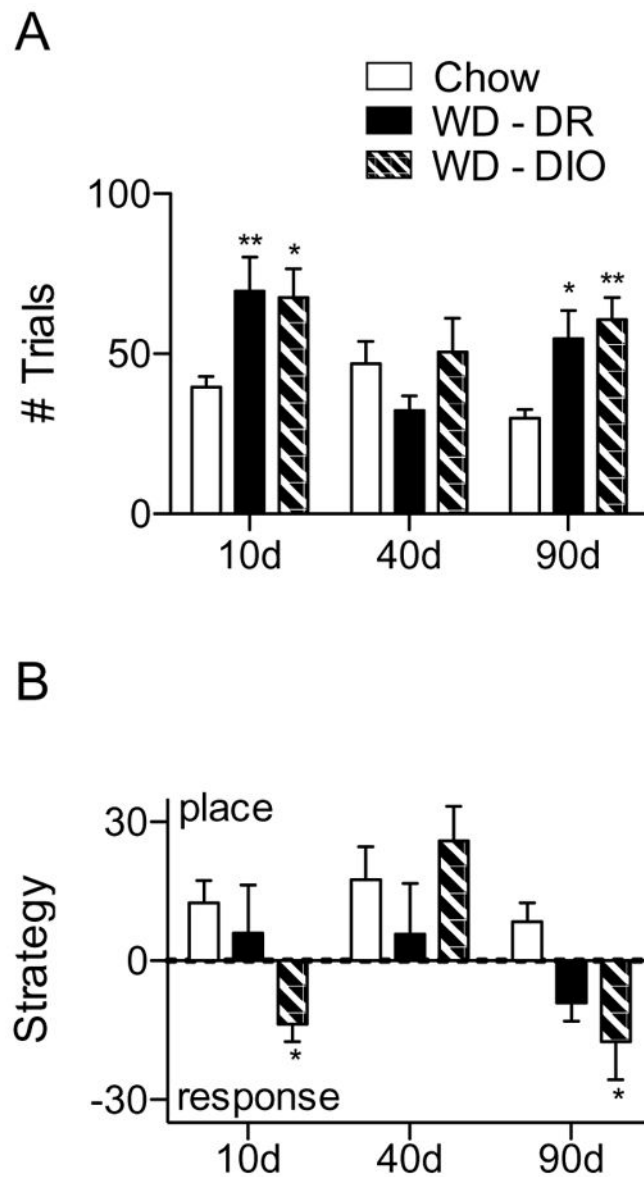 A
Chow
WD - DR
WD - DIO
# Trials
100
50
0
** * * **
10d 40d 90d
B
Strategy
30
0
-30
place
response
* *
10d 40d 90d